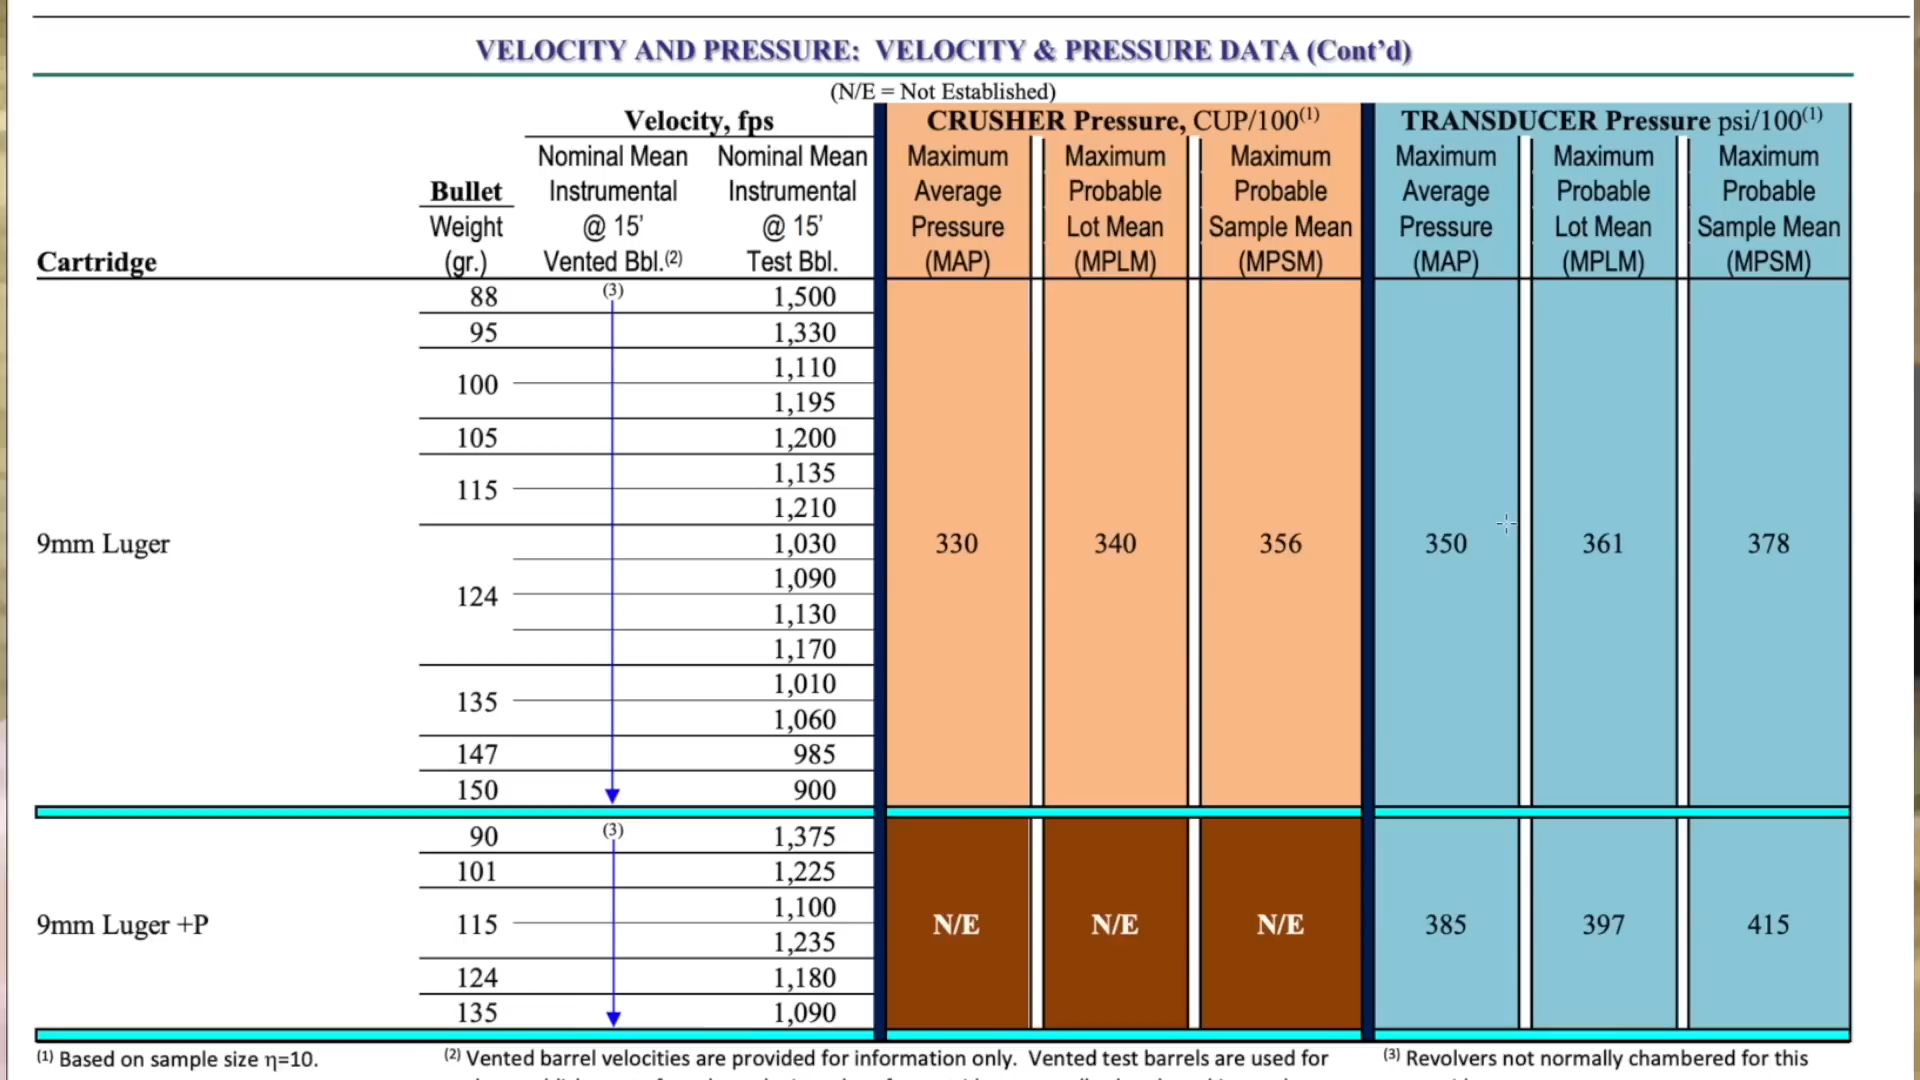 VELOCITY AND PRESSURE: VELOCITY & PRESSURE DATA (Cont’d)
(N/E = Not Established)
Velocity, fps CRUSHER Pressure, CUP/100(1) TRANSDUCER Pressure psi/100(1)
Nominal Mean Nominal Mean Maximum Maximum Maximum Maximum Maximum Maximum
Bullet Instrumental Instrumental Average Probable Probable Average Probable Probable
Weight @ 15’ @ 15’ Pressure Lot Mean Sample Mean Pressure Lot Mean Sample Mean
Cartridge (gr.) Vented Bbl.(2) Test Bbl. (MAP) (MPLM) (MPSM) (MAP) (MPLM) (MPSM)
88 (3) 1,500
95 1,330
1,110
100
1,195
105 1,200
1,135
115
1,210
9mm Luger 1,030 330 340 356 350 361 378
1,090
124
1,130
1,170
1,010
135
1,060
147 985
150 900
90 (3) 1,375
101 1,225
1,100
9mm Luger +P 115 N/E N/E N/E 385 397 415
1,235
124 1,180
135 1,090
(1) Based on sample size η=10. (2) Vented barrel velocities are provided for information only. Vented test barrels are used for (3) Revolvers not normally chambered for this